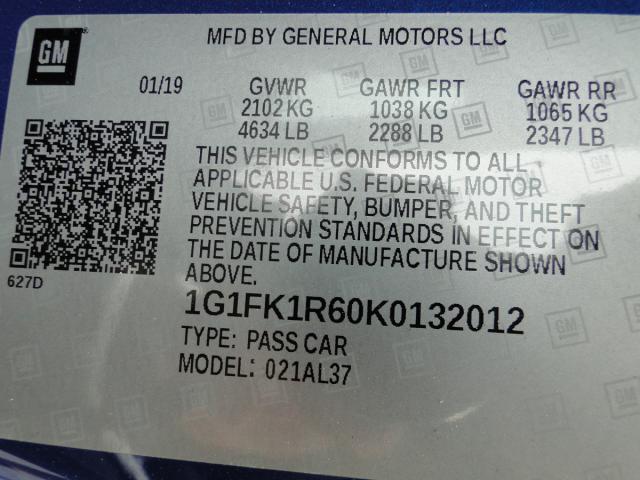 GM
MFD BY GENERAL MOTORS LLC
01/19 GVWR GAWR FRT GAWR RR
2102 KG 1038 KG 1065 KG
4634 LB 2288 LB 2347 LB
THIS VEHICLE CONFORMS TO ALL
APPLICABLE U.S. FEDERAL MOTOR
VEHICLE SAFETY, BUMPER, AND THEFT
PREVENTION STANDARDS IN EFFECT ON
THE DATE OF MANUFACTURE SHOWN
ABOVE.
627D
1G1FK1R60K0132012
TYPE: PASS CAR
MODEL: 021AL37